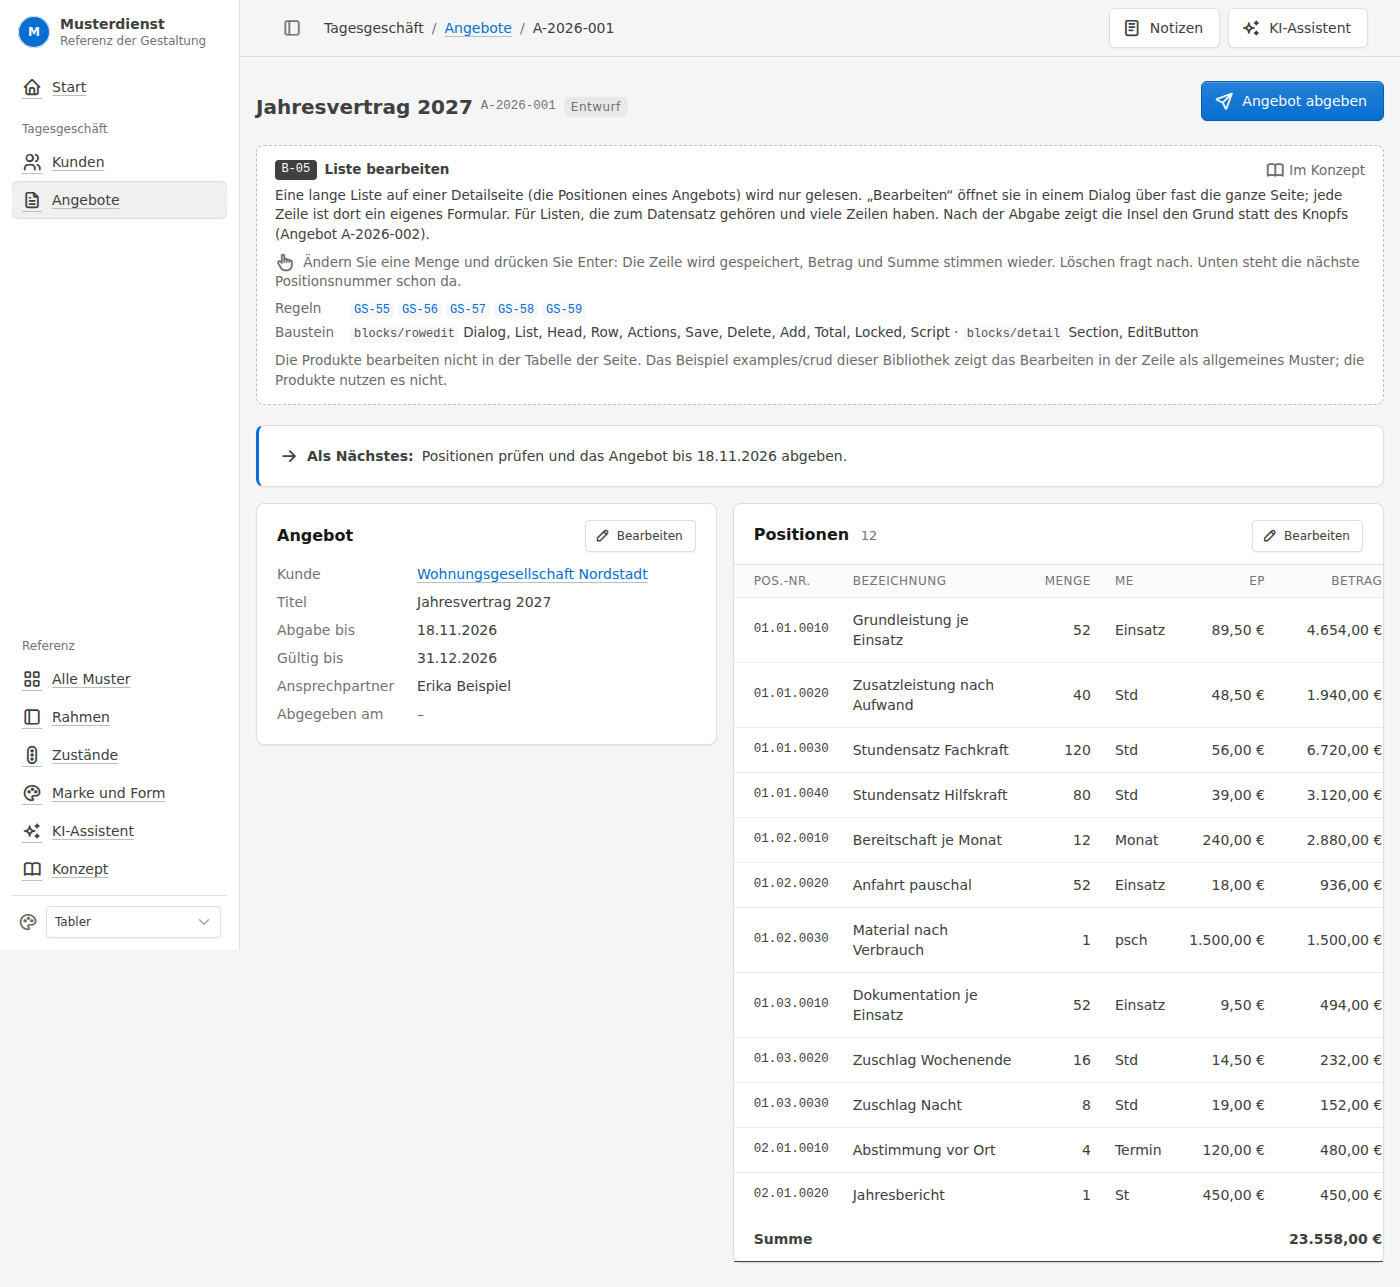 M
Musterdienst
Referenz der Gestaltung
Start
Tagesgeschäft
Kunden
Angebote
Referenz
Alle Muster
Rahmen
Zustände
Marke und Form
KI-Assistent
Konzept
Tabler
Tagesgeschäft / Angebote / A-2026-001
Notizen
KI-Assistent
Jahresvertrag 2027 A-2026-001 Entwurf
Angebot abgeben
B-05 Liste bearbeiten
Im Konzept
Eine lange Liste auf einer Detailseite (die Positionen eines Angebots) wird nur gelesen. „Bearbeiten“ öffnet sie in einem Dialog über fast die ganze Seite; jede
Zeile ist dort ein eigenes Formular. Für Listen, die zum Datensatz gehören und viele Zeilen haben. Nach der Abgabe zeigt die Insel den Grund statt des Knopfs
(Angebot A-2026-002).
Ändern Sie eine Menge und drücken Sie Enter: Die Zeile wird gespeichert, Betrag und Summe stimmen wieder. Löschen fragt nach. Unten steht die nächste
Positionsnummer schon da.
Regeln GS-55 GS-56 GS-57 GS-58 GS-59
Baustein blocks/rowedit Dialog, List, Head, Row, Actions, Save, Delete, Add, Total, Locked, Script · blocks/detail Section, EditButton
Die Produkte bearbeiten nicht in der Tabelle der Seite. Das Beispiel examples/crud dieser Bibliothek zeigt das Bearbeiten in der Zeile als allgemeines Muster; die
Produkte nutzen es nicht.
Als Nächstes: Positionen prüfen und das Angebot bis 18.11.2026 abgeben.
Angebot
Bearbeiten
Kunde Wohnungsgesellschaft Nordstadt
Titel Jahresvertrag 2027
Abgabe bis 18.11.2026
Gültig bis 31.12.2026
Ansprechpartner Erika Beispiel
Abgegeben am –
Positionen 12
Bearbeiten
POS.-NR. BEZEICHNUNG MENGE ME EP BETRAG
01.01.0010 Grundleistung je Einsatz 52 Einsatz 89,50 € 4.654,00 €
01.01.0020 Zusatzleistung nach Aufwand 40 Std 48,50 € 1.940,00 €
01.01.0030 Stundensatz Fachkraft 120 Std 56,00 € 6.720,00 €
01.01.0040 Stundensatz Hilfskraft 80 Std 39,00 € 3.120,00 €
01.02.0010 Bereitschaft je Monat 12 Monat 240,00 € 2.880,00 €
01.02.0020 Anfahrt pauschal 52 Einsatz 18,00 € 936,00 €
01.02.0030 Material nach Verbrauch 1 psch 1.500,00 € 1.500,00 €
01.03.0010 Dokumentation je Einsatz 52 Einsatz 9,50 € 494,00 €
01.03.0020 Zuschlag Wochenende 16 Std 14,50 € 232,00 €
01.03.0030 Zuschlag Nacht 8 Std 19,00 € 152,00 €
02.01.0010 Abstimmung vor Ort 4 Termin 120,00 € 480,00 €
02.01.0020 Jahresbericht 1 St 450,00 € 450,00 €
Summe 23.558,00 €